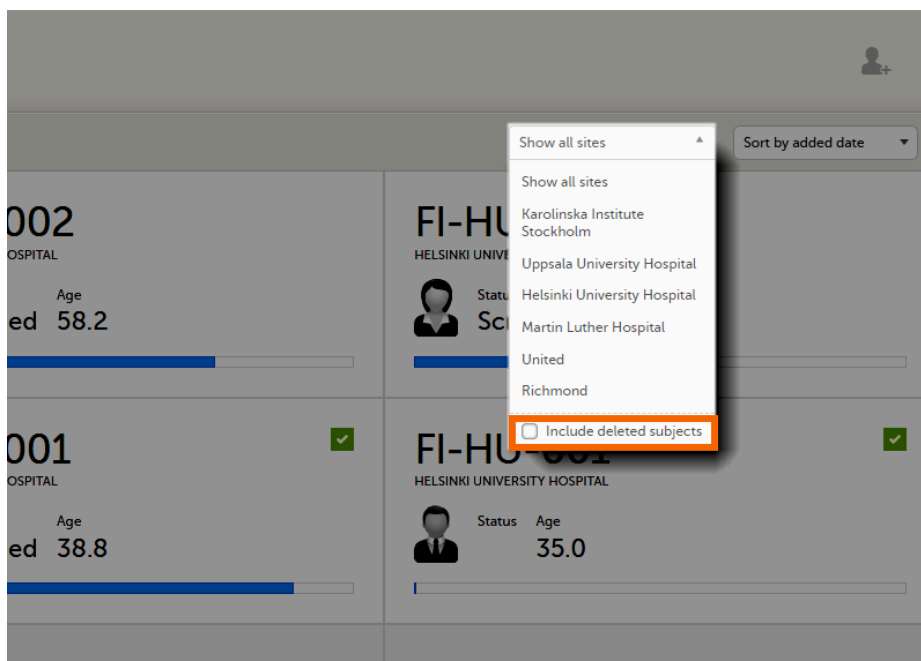 Show all sites
Sort by added date
Show all sites
Karolinska Institute
Stockholm
Uppsala University Hospital
Helsinki University Hospital
Martin Luther Hospital
United
Richmond
Include deleted subjects
002
OSPITAL
Age
ed 58.2
FI-HU
HELSINKI UNIVE
Statu
Sc
001
OSPITAL
Age
ed 38.8
FI-HU-001
HELSINKI UNIVERSITY HOSPITAL
Status Age
35.0